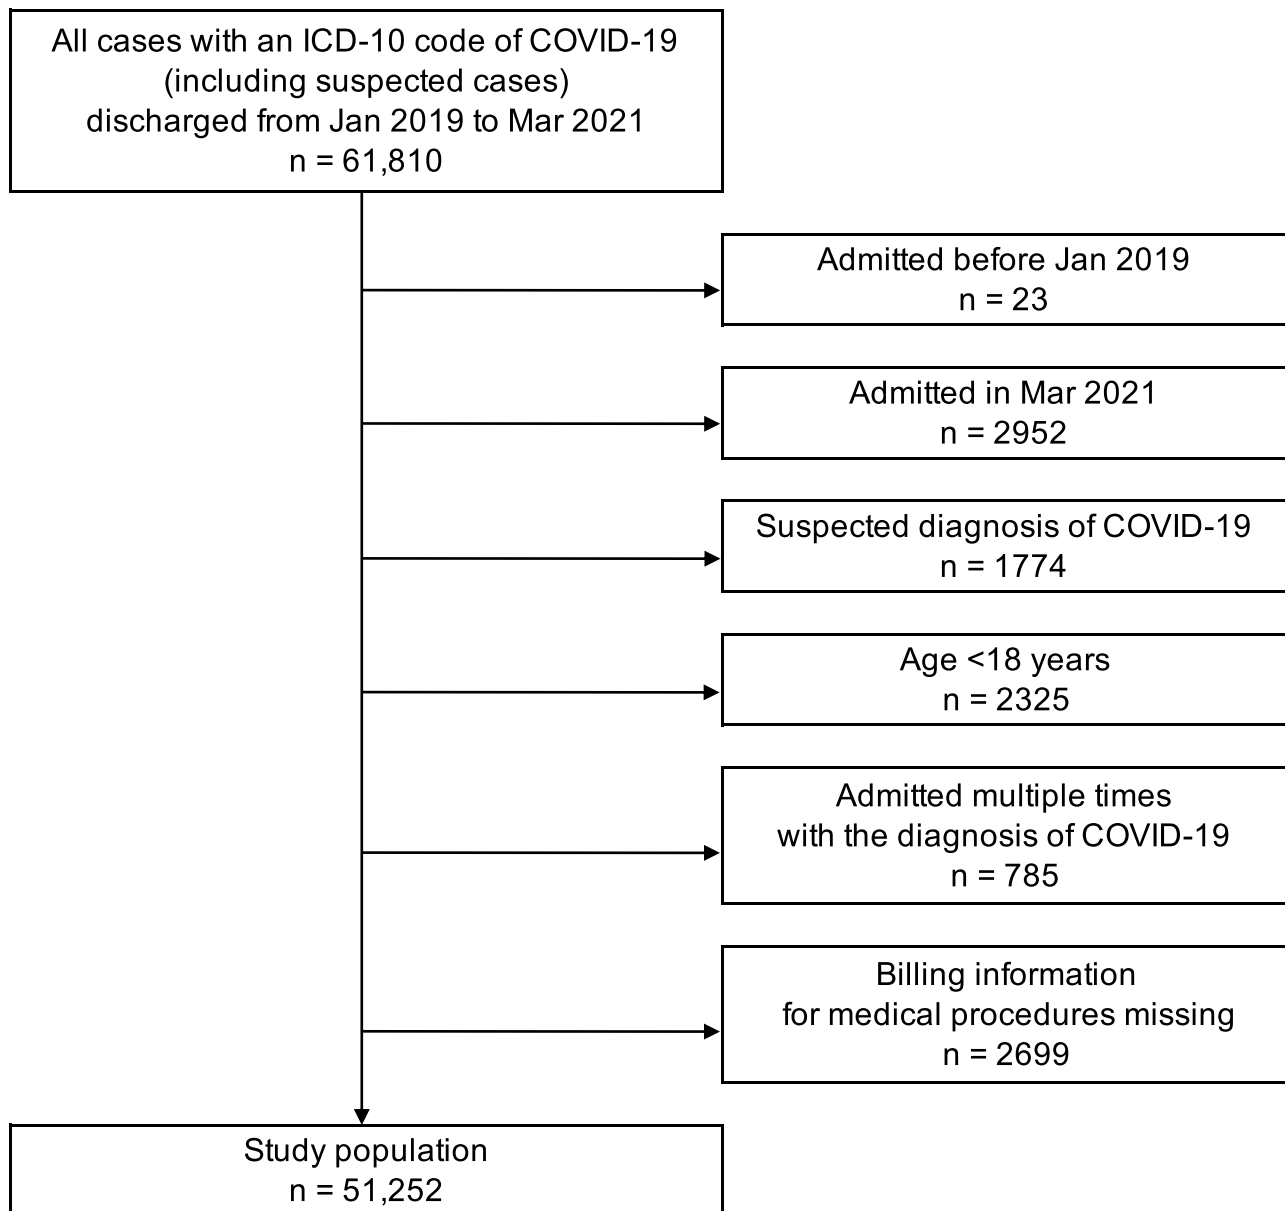 All cases with an ICD-10 code of COVID-19
(including suspected cases)
discharged from Jan 2019 to Mar 2021
n = 61,810
Admitted before Jan 2019
n = 23
Admitted in Mar 2021
n = 2952
Suspected diagnosis of COVID-19
n = 1774
Age <18 years
n = 2325
Admitted multiple times
with the diagnosis of COVID-19
n = 785
Billing information
for medical procedures missing
n = 2699
Study population
n = 51,252